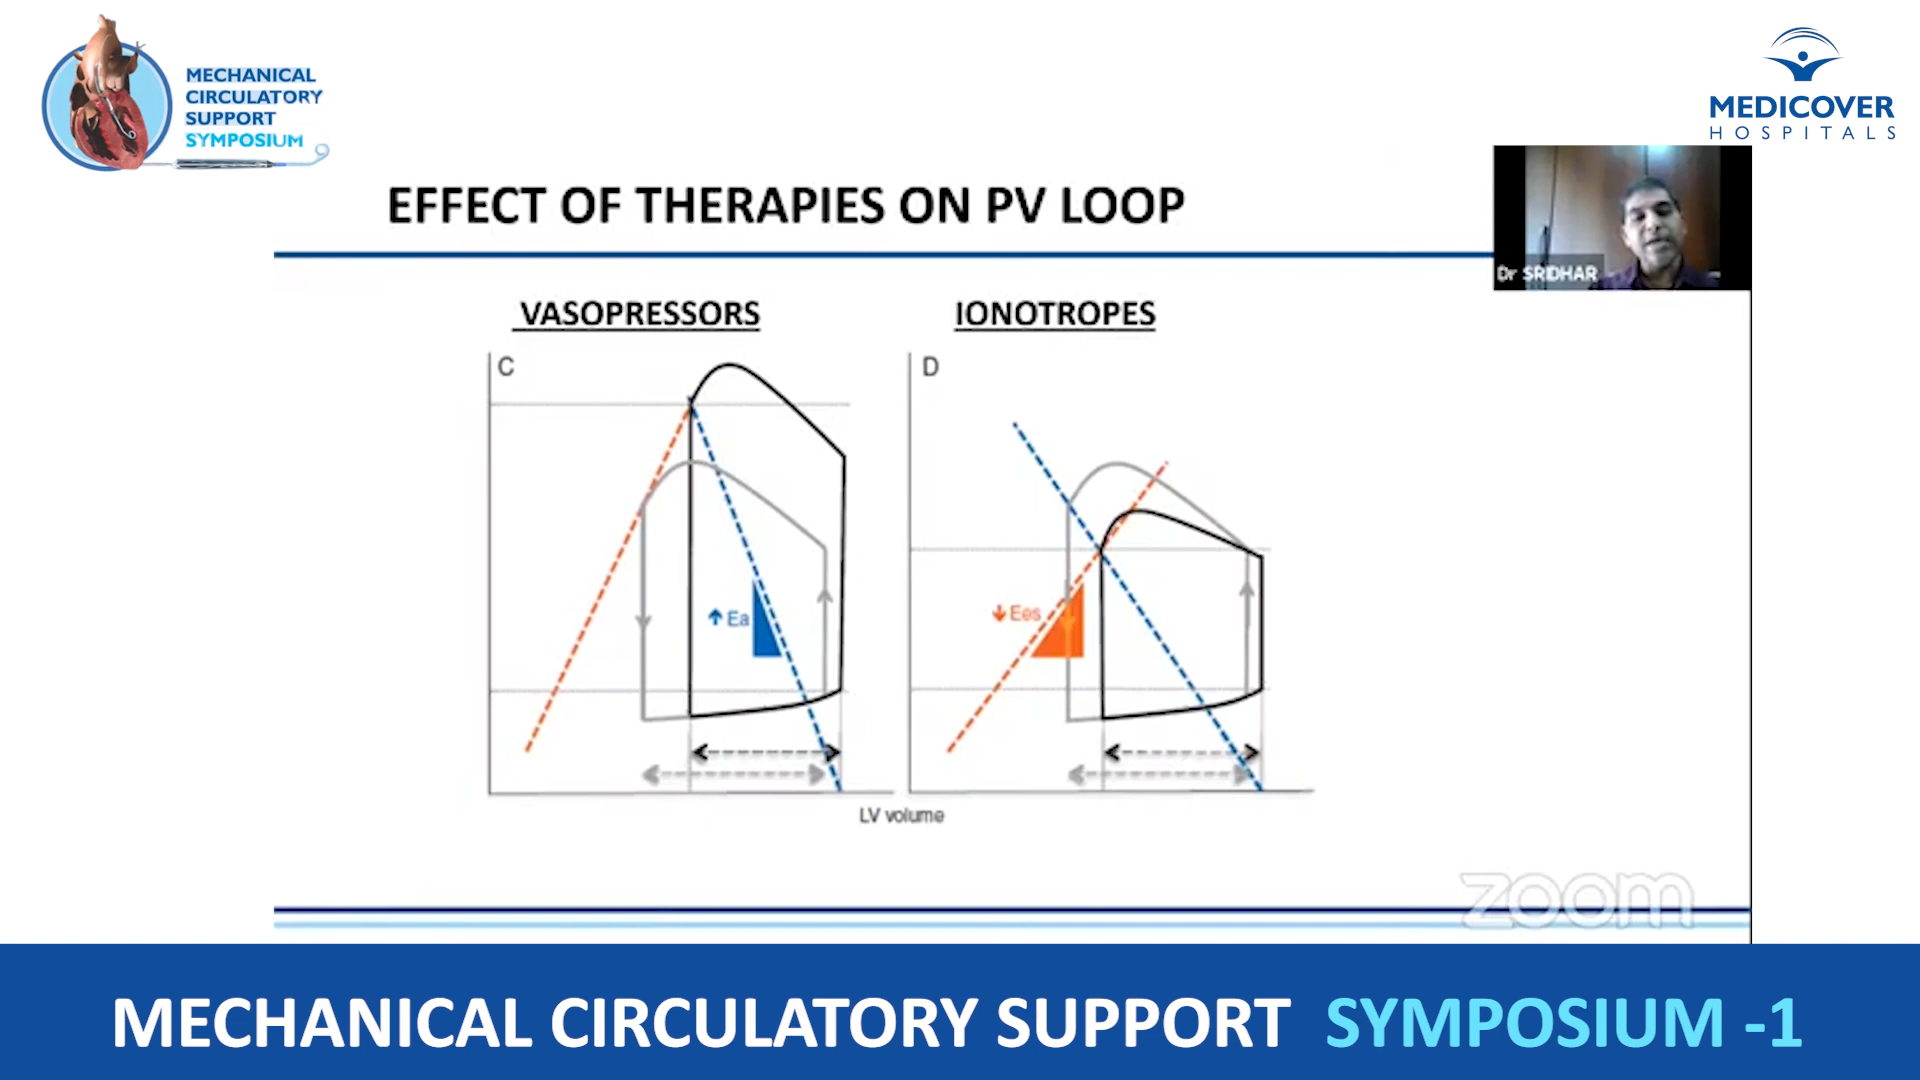 MECHANICAL
CIRCULATORY
SUPPORT
SYMPOSIUM
MEDICOVER
HOSPITALS
EFFECT OF THERAPIES ON PV LOOP
Dr SRIDHAR
VASOPRESSORS
IONOTROPES
C
D
↑ Ea
↓ Ees
LV volume
zoom
MECHANICAL CIRCULATORY SUPPORT SYMPOSIUM -1